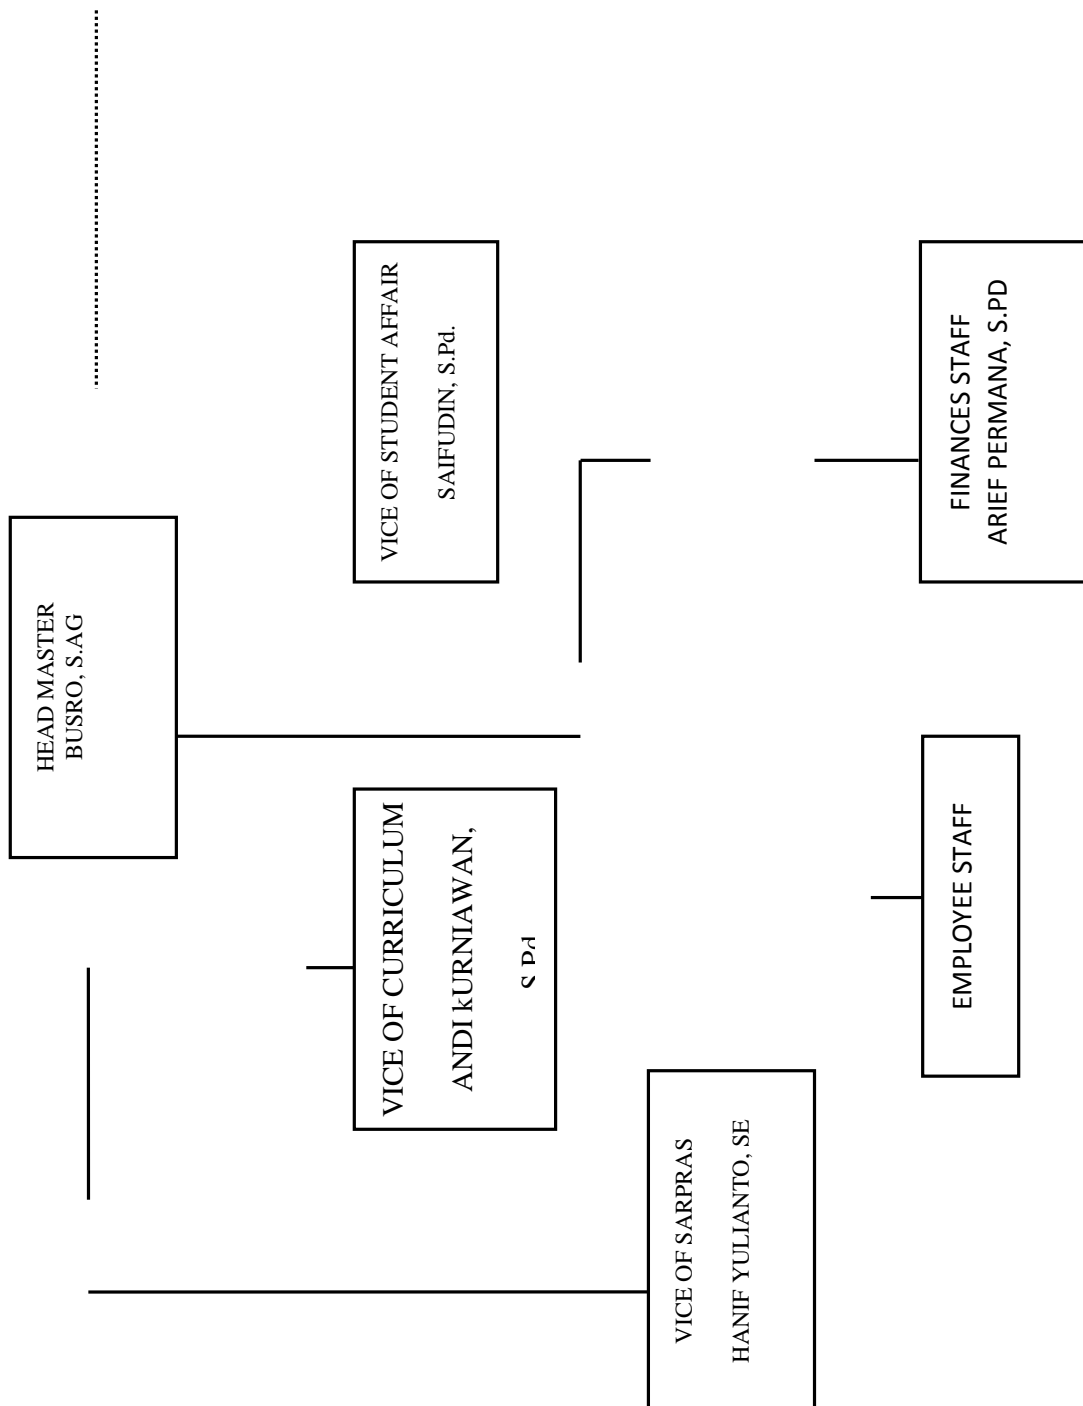 HEAD MASTER
BUSRO, S.AG
VICE OF CURRICULUM
ANDI kURNIAWAN,
S.Pd
VICE OF STUDENT AFFAIR
SAIFUDIN, S.Pd.
VICE OF SARPRAS
HANIF YULIANTO, SE
EMPLOYEE STAFF
FINANCES STAFF
ARIEF PERMANA, S.PD